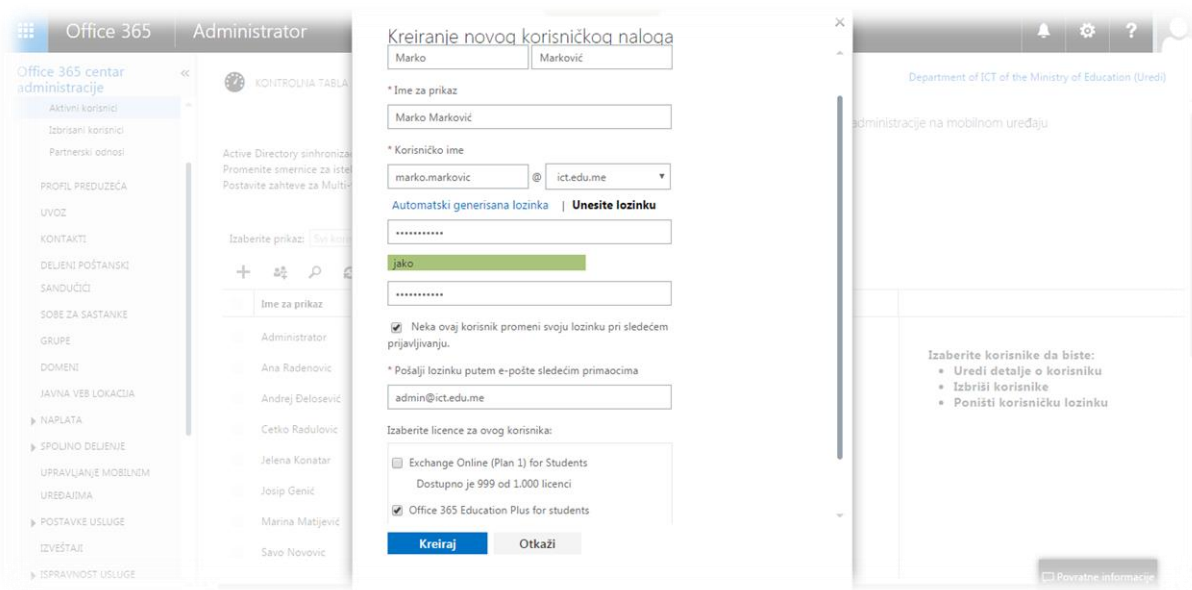 Office 365
Administrator
?
Office 365 centar
administracije
«
Aktivni korisnici
Izbrisani korisnici
Partnerski odnosi
PROFIL PREDUZEĆA
UVOZ
KONTAKTI
DELJENI POŠTANSKI
SANDUČIĆI
SOBE ZA SASTANKE
GRUPE
DOMENI
JAVNA VEB LOKACIJA
NAPLATA
SPOLJNO DELJENJE
UPRAVLJANJE MOBILNIM
UREĐAJIMA
POSTAVKE USLUGE
IZVEŠTAJI
ISPRAVNOST USLUGE
KONTROLNA TABLA
Active Directory
Promenite smernice za
Postavite zahteve za Multi-
Izaberite prikaz:
Ime za prikaz
Administrator
Ana Radenovic
Andrej Đelosević
Cetko Radulovic
Jelena Konatar
Josip Genić
Marina Matijević
Savo Novovic
Kreiranje novog korisničkog naloga
Marko
Marković
* Ime za prikaz
Marko Marković
* Korisničko ime
marko.markovic @ ict.edu.me
Automatski generisana lozinka | Unesite lozinku
•••••••••••
jako
•••••••••••
Neka ovaj korisnik promeni svoju lozinku pri sledećem
prijavljivanju.
* Pošalji lozinku putem e-pošte sledećim primaocima
admin@ict.edu.me
Izaberite licence za ovog korisnika:
Exchange Online (Plan 1) for Students
Dostupno je 999 od 1.000 licenci
Office 365 Education Plus for students
Kreiraj
Otkaži
Department of ICT of the Ministry of Education (Uredi)
administracije na mobilnom uređaju
Izaberite korisnike da biste:
• Uredi detalje o korisniku
• Izbriši korisnike
• Poništi korisničku lozinku
Povratne informacije